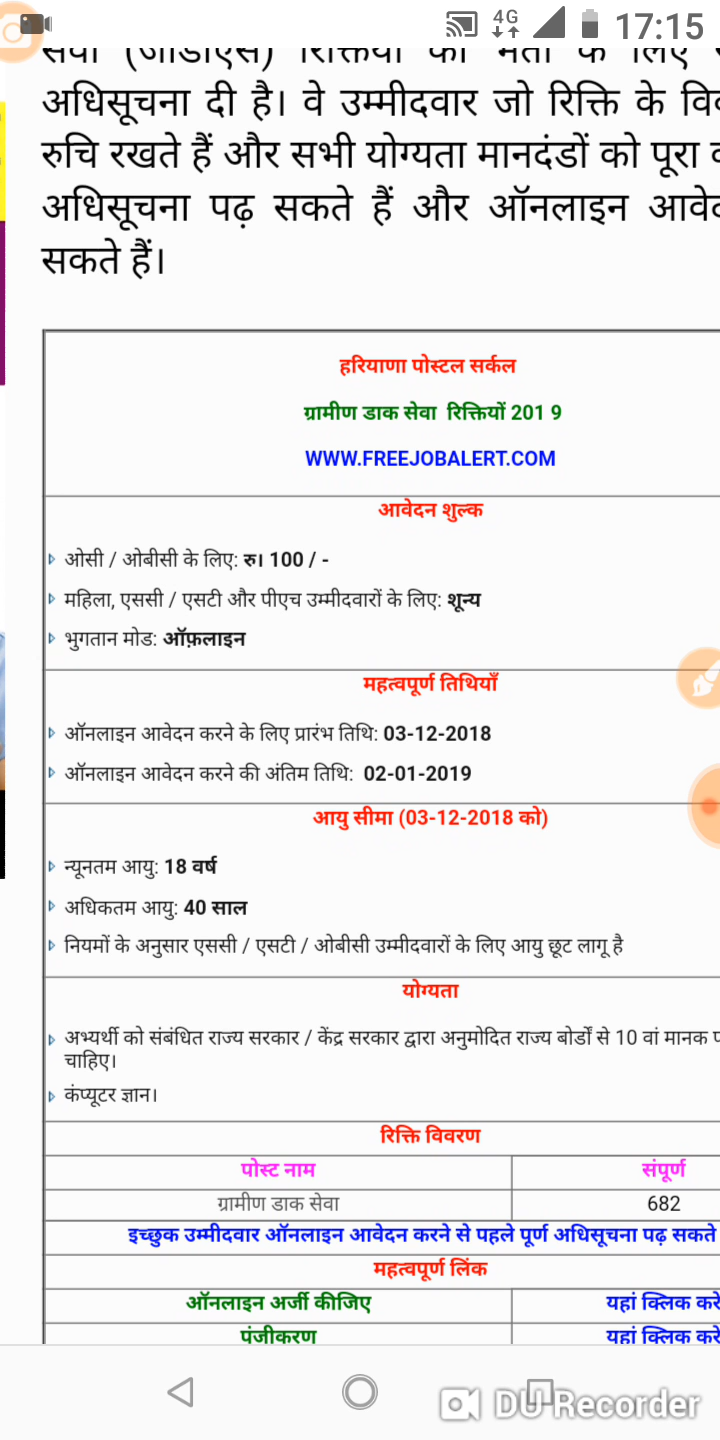 4G 17:15
सेवा (जीडीएस) रिक्तियों की भर्ती के लिए
अधिसूचना दी है। वे उम्मीदवार जो रिक्ति के
रुचि रखते हैं और सभी योग्यता मानदंडों को पूरा
अधिसूचना पढ़ सकते हैं और ऑनलाइन
सकते हैं।
हरियाणा पोस्टल सर्कल
ग्रामीण डाक सेवा रिक्तियों 201 9
WWW.FREEJOBALERT.COM
आवेदन शुल्क
ओसी / ओबीसी के लिए: रु। 100 / -
महिला, एससी / एसटी और पीएच उम्मीदवारों के लिए: शून्य
भुगतान मोड: ऑफ़लाइन
महत्वपूर्ण तिथियाँ
ऑनलाइन आवेदन करने के लिए प्रारंभ तिथि: 03-12-2018
ऑनलाइन आवेदन करने की अंतिम तिथि: 02-01-2019
आयु सीमा (03-12-2018 को)
न्यूनतम आयु: 18 वर्ष
अधिकतम आयु: 40 साल
नियमों के अनुसार एससी / एसटी / ओबीसी उम्मीदवारों के लिए आयु छूट लागू है
योग्यता
अभ्यर्थी को संबंधित राज्य सरकार / केंद्र सरकार द्वारा अनुमोदित राज्य बोर्डों से 10 वां मानक
चाहिए।
कंप्यूटर ज्ञान।
रिक्ति विवरण
पोस्ट नाम संपूर्ण
ग्रामीण डाक सेवा 682
इच्छुक उम्मीदवार ऑनलाइन आवेदन करने से पहले पूर्ण अधिसूचना पढ़ सकते
महत्वपूर्ण लिंक
ऑनलाइन अर्जी कीजिए यहां क्लिक करे
पंजीकरण यहां क्लिक करे
DU Recorder